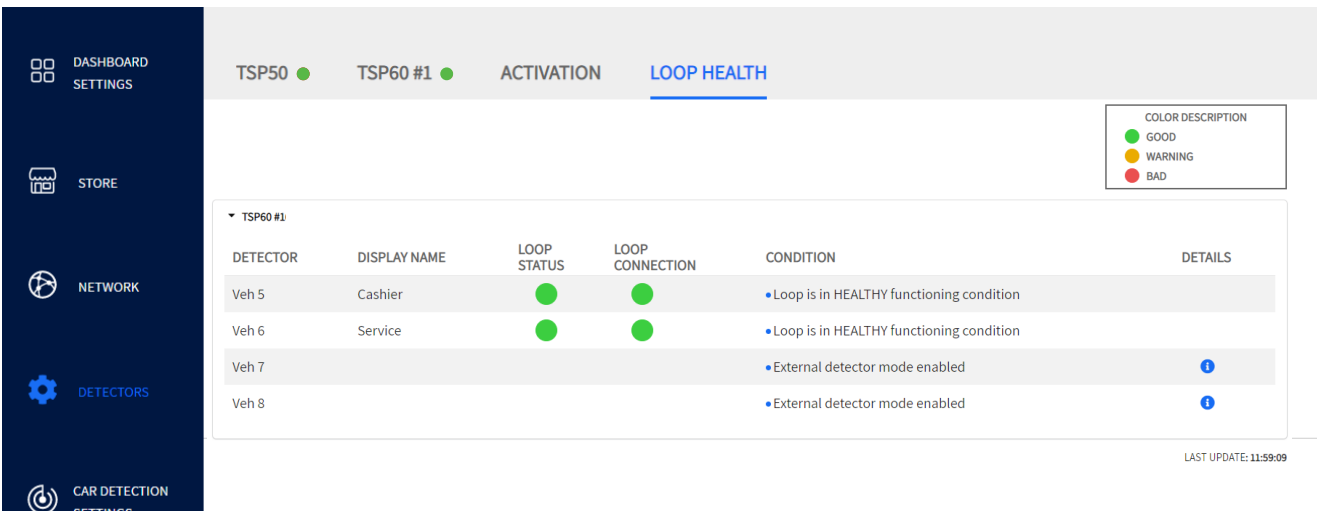 DASHBOARD
SETTINGS
STORE
NETWORK
DETECTORS
CAR DETECTION
SETTINGS
TSP50
TSP60 #1
ACTIVATION
LOOP HEALTH
COLOR DESCRIPTION
GOOD
WARNING
BAD
TSP60 #1
DETECTOR DISPLAY NAME LOOP STATUS LOOP CONNECTION CONDITION DETAILS
Veh 5 Cashier •Loop is in HEALTHY functioning condition
Veh 6 Service •Loop is in HEALTHY functioning condition
Veh 7 •External detector mode enabled
Veh 8 •External detector mode enabled
LAST UPDATE: 11:59:09